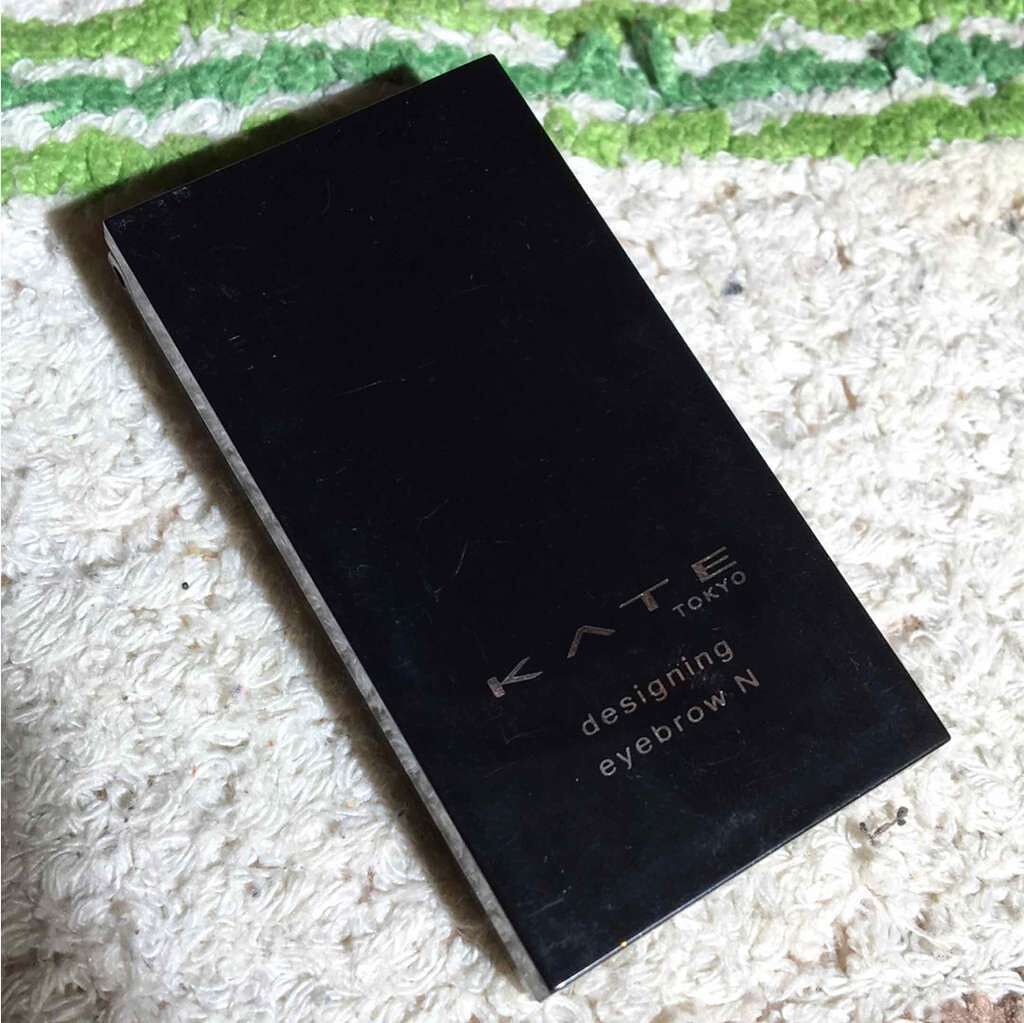 KATE
TOKYO
designing
eyebrow N